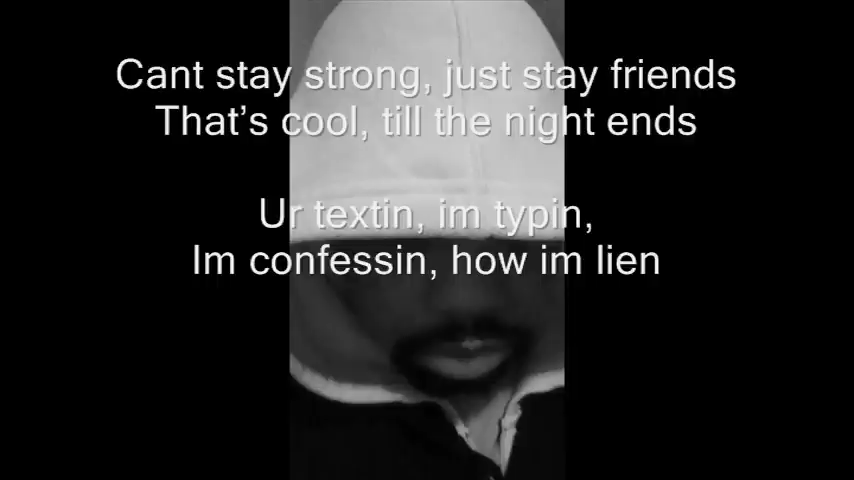 Cant stay strong, just stay friends
That’s cool, till the night ends
Ur textin, im typin,
Im confessin, how im lien